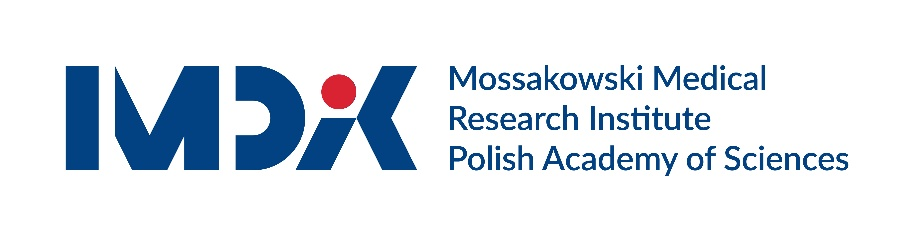 IMDiK
Mossakowski Medical
Research Institute
Polish Academy of Sciences